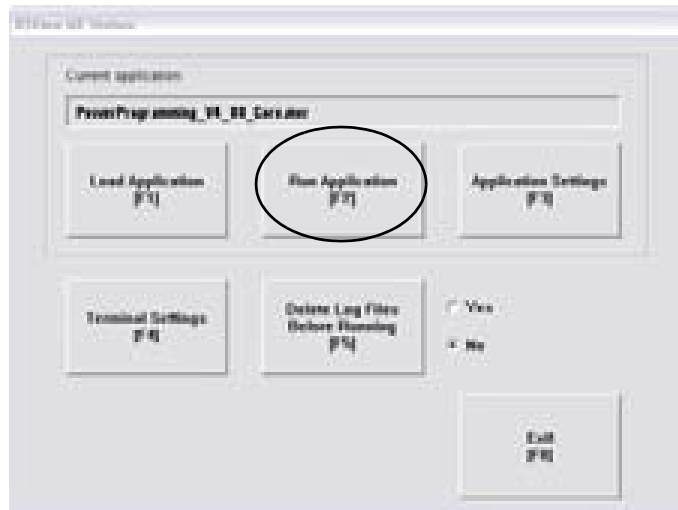 Current application:
PowerProgramming_V4_00_Core.mer
Load Application
[F1]
Run Application
[F2]
Application Settings
[F3]
Terminal Settings
[F4]
Delete Log Files
Before Running
[F5]
Yes
No
Exit
[F8]